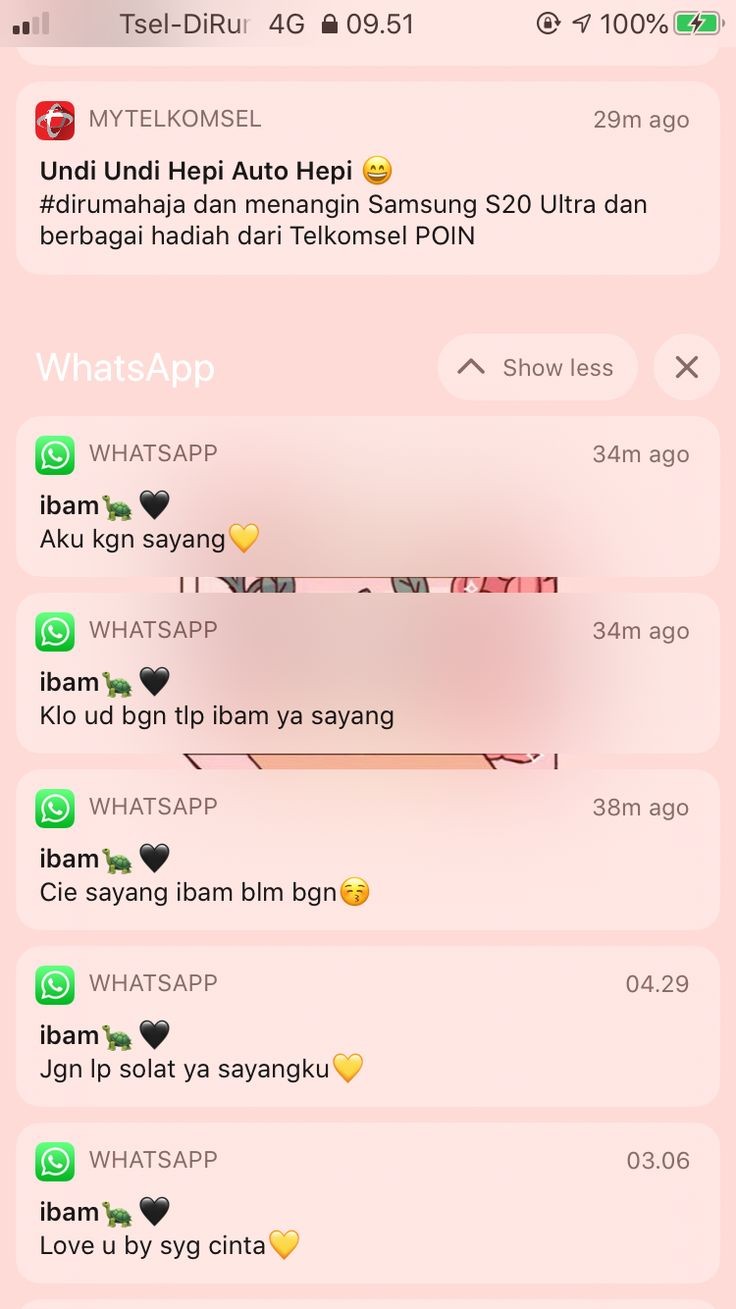 Tsel-DiRur 4G 09.51 100%
MYTELKOMSEL 29m ago
Undi Undi Hepi Auto Hepi 😄
#dirumahaja dan menangin Samsung S20 Ultra dan
berbagai hadiah dari Telkomsel POIN
WhatsApp Show less
WHATSAPP 34m ago
ibam🐢🖤
Aku kgn sayang💛
WHATSAPP 34m ago
ibam🐢🖤
Klo ud bgn tlp ibam ya sayang
WHATSAPP 38m ago
ibam🐢🖤
Cie sayang ibam blm bgn😚
WHATSAPP 04.29
ibam🐢🖤
Jgn lp solat ya sayangku💛
WHATSAPP 03.06
ibam🐢🖤
Love u by syg cinta💛